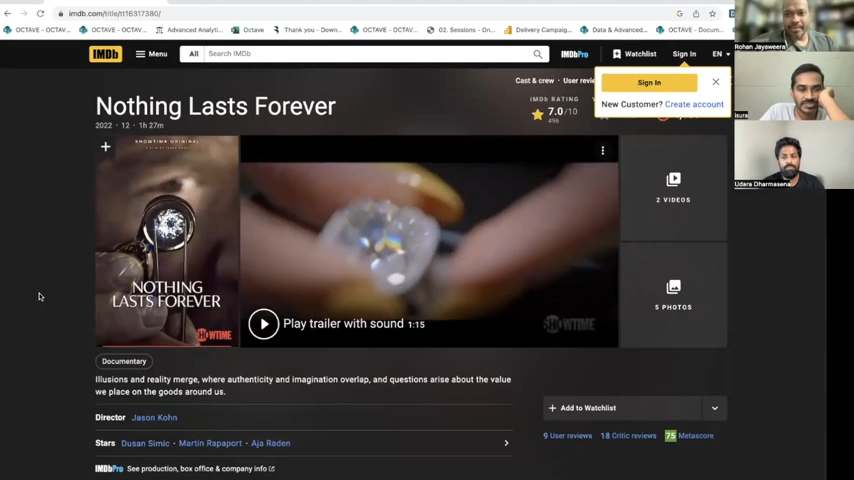 imdb.com/title/tt16317380/
OCTAVE - OCTAV...
OCTAVE - OCTAV...
Advanced Analyti...
Octave
Thank you - Down...
OCTAVE - OCTAV...
02. Sessions - On...
Delivery Campaig...
Data & Advanced...
OCTAVE - Docum...
IMDb
Menu
All
Search IMDb
IMDbPro
Watchlist
Sign In
EN
Cast & crew · User revie
Sign In
New Customer? Create account
Nothing Lasts Forever
2022 · 12 · 1h 27m
IMDb RATING
7.0/10
496
SHOWTIME ORIGINAL
NOTHING
LASTS FOREVER
SHOWTIME
Play trailer with sound 1:15
SHOWTIME
2 VIDEOS
5 PHOTOS
Documentary
Illusions and reality merge, where authenticity and imagination overlap, and questions arise about the value
we place on the goods around us.
Director Jason Kohn
Stars Dusan Simic · Martin Rapaport · Aja Raden
IMDbPro See production, box office & company info
Add to Watchlist
9 User reviews
18 Critic reviews
75 Metascore
Rohan Jayaweera
isura
Udara Dharmasena